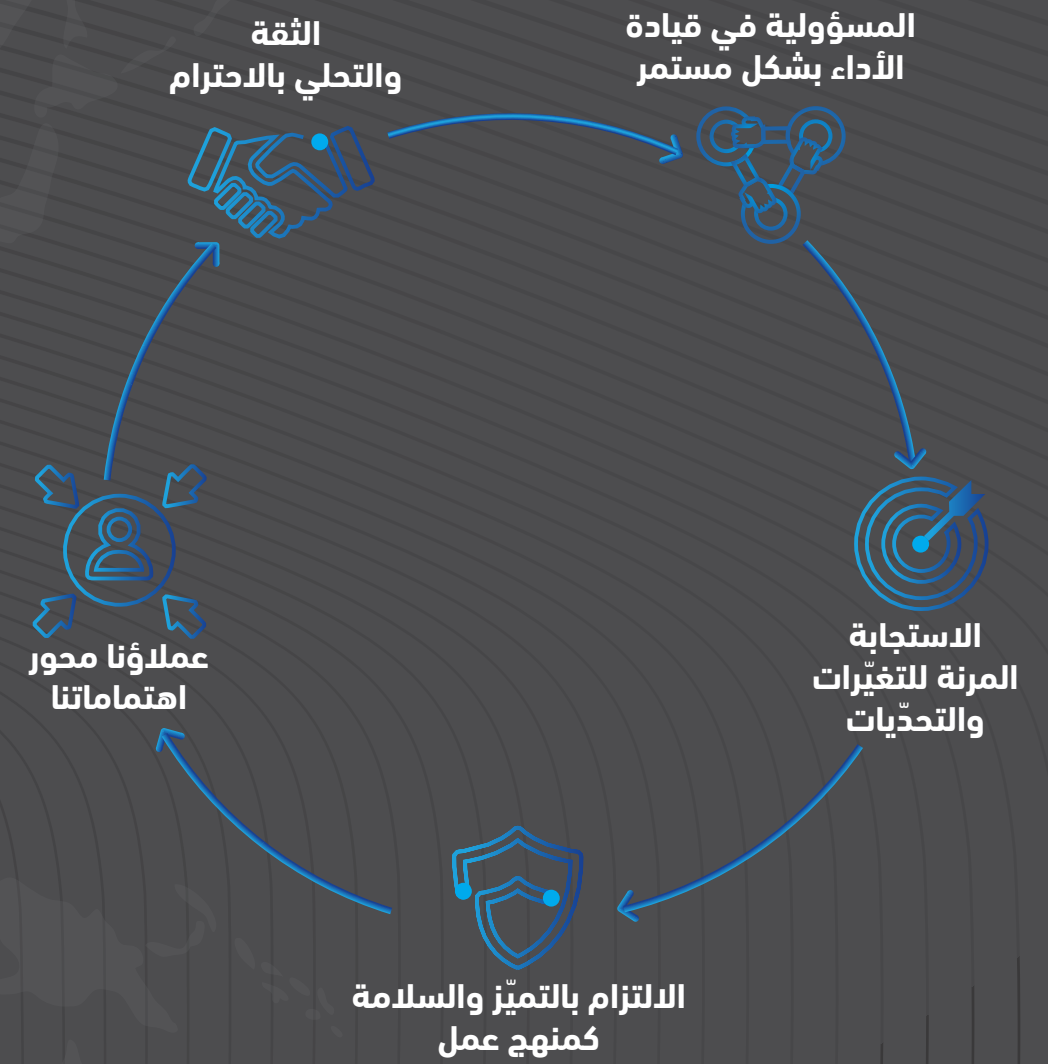 المسؤولية في قيادة
الأداء بشكل مستمر
الثقة
والتحلي بالاحترام
الاستجابة
المرنة للتغيّرات
والتحدّيات
عملاؤنا محور
اهتماماتنا
الالتزام بالتميّز والسلامة
كمنهج عمل